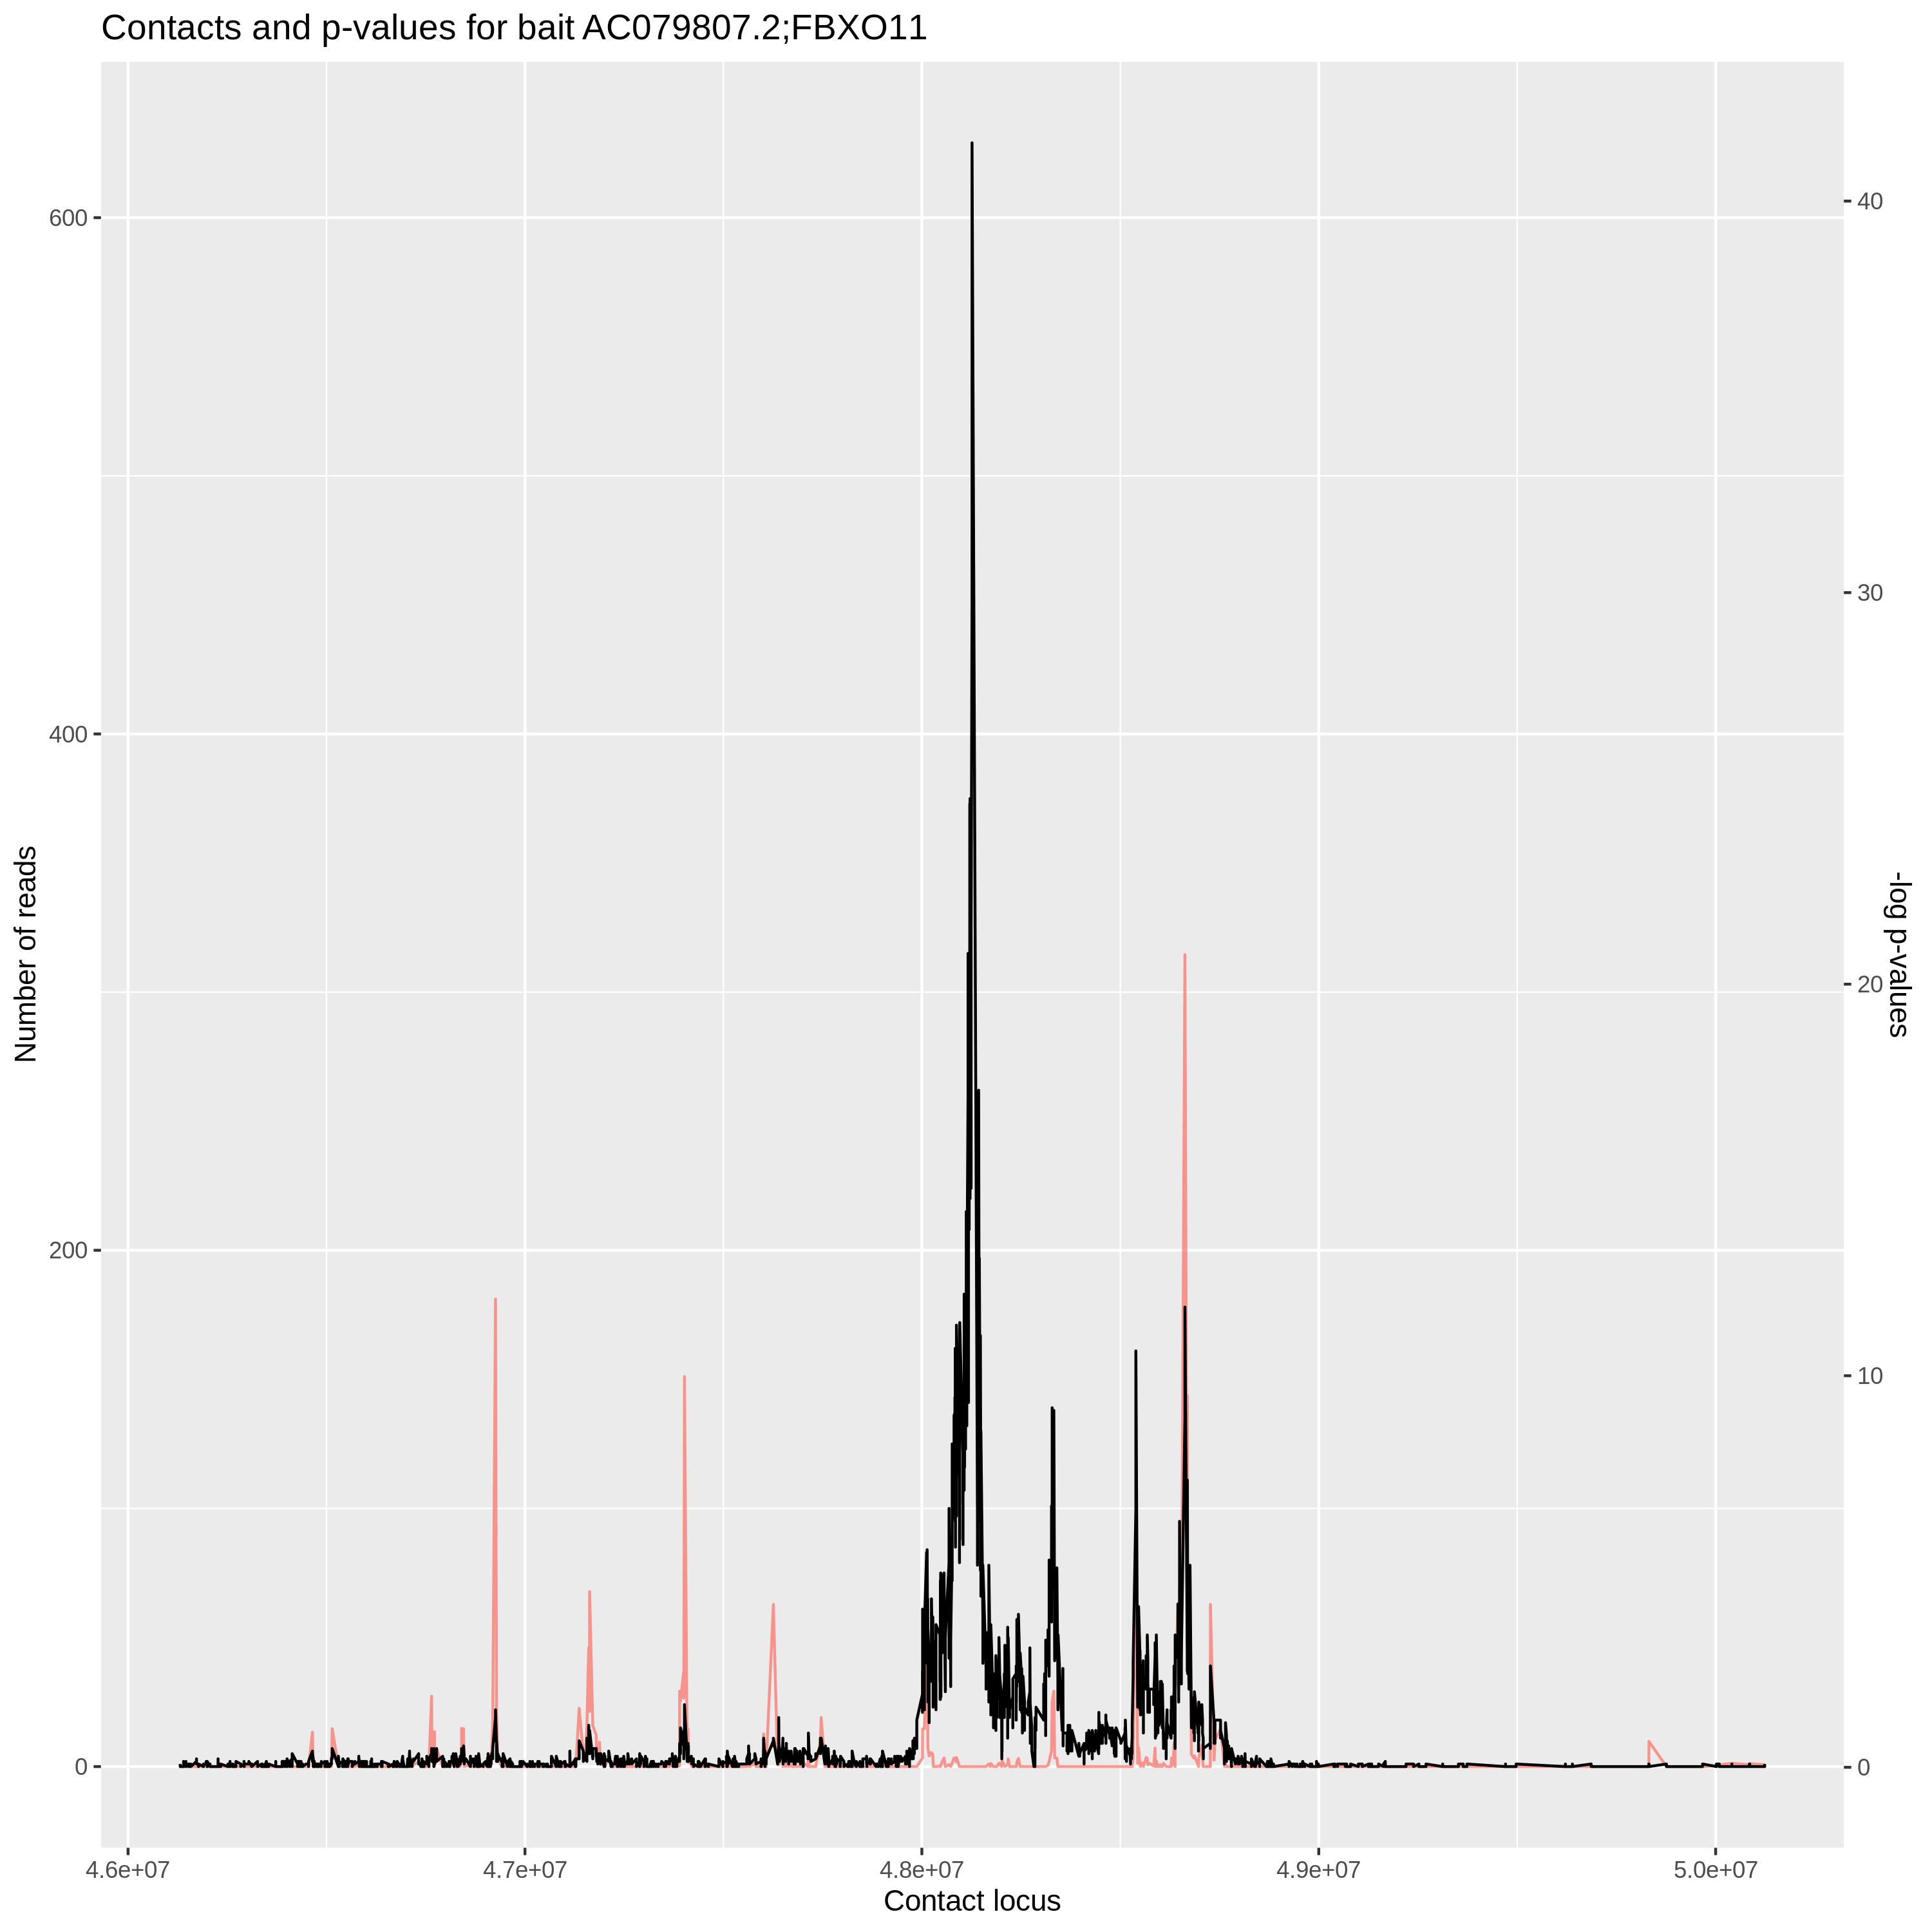 Contacts and p-values for bait AC079807.2;FBXO11
600
400
200
0
Number of reads
40
30
20
10
0
-log p-values
4.6e+07 4.7e+07 4.8e+07 4.9e+07 5.0e+07
Contact locus